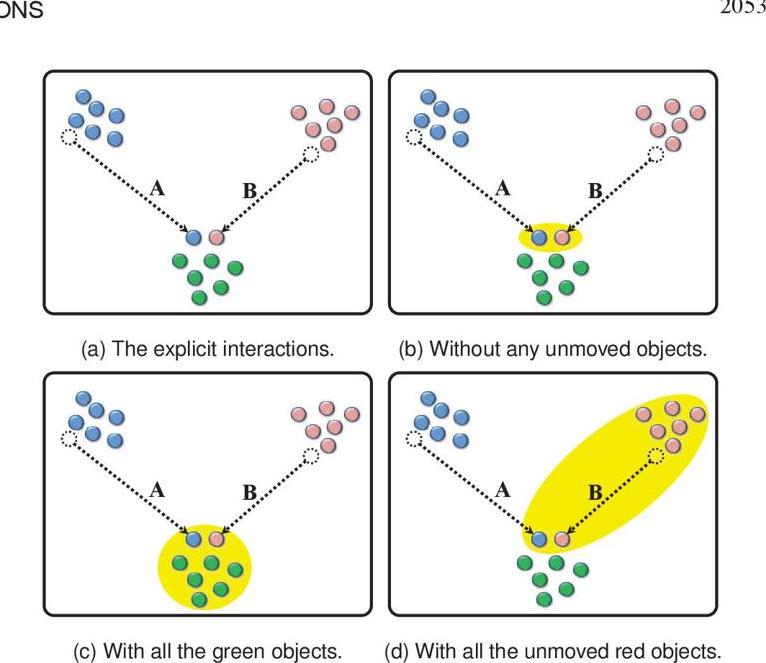 ONS 2053
A B
A B
(a) The explicit interactions. (b) Without any unmoved objects.
A B
A B
(c) With all the green objects. (d) With all the unmoved red objects.